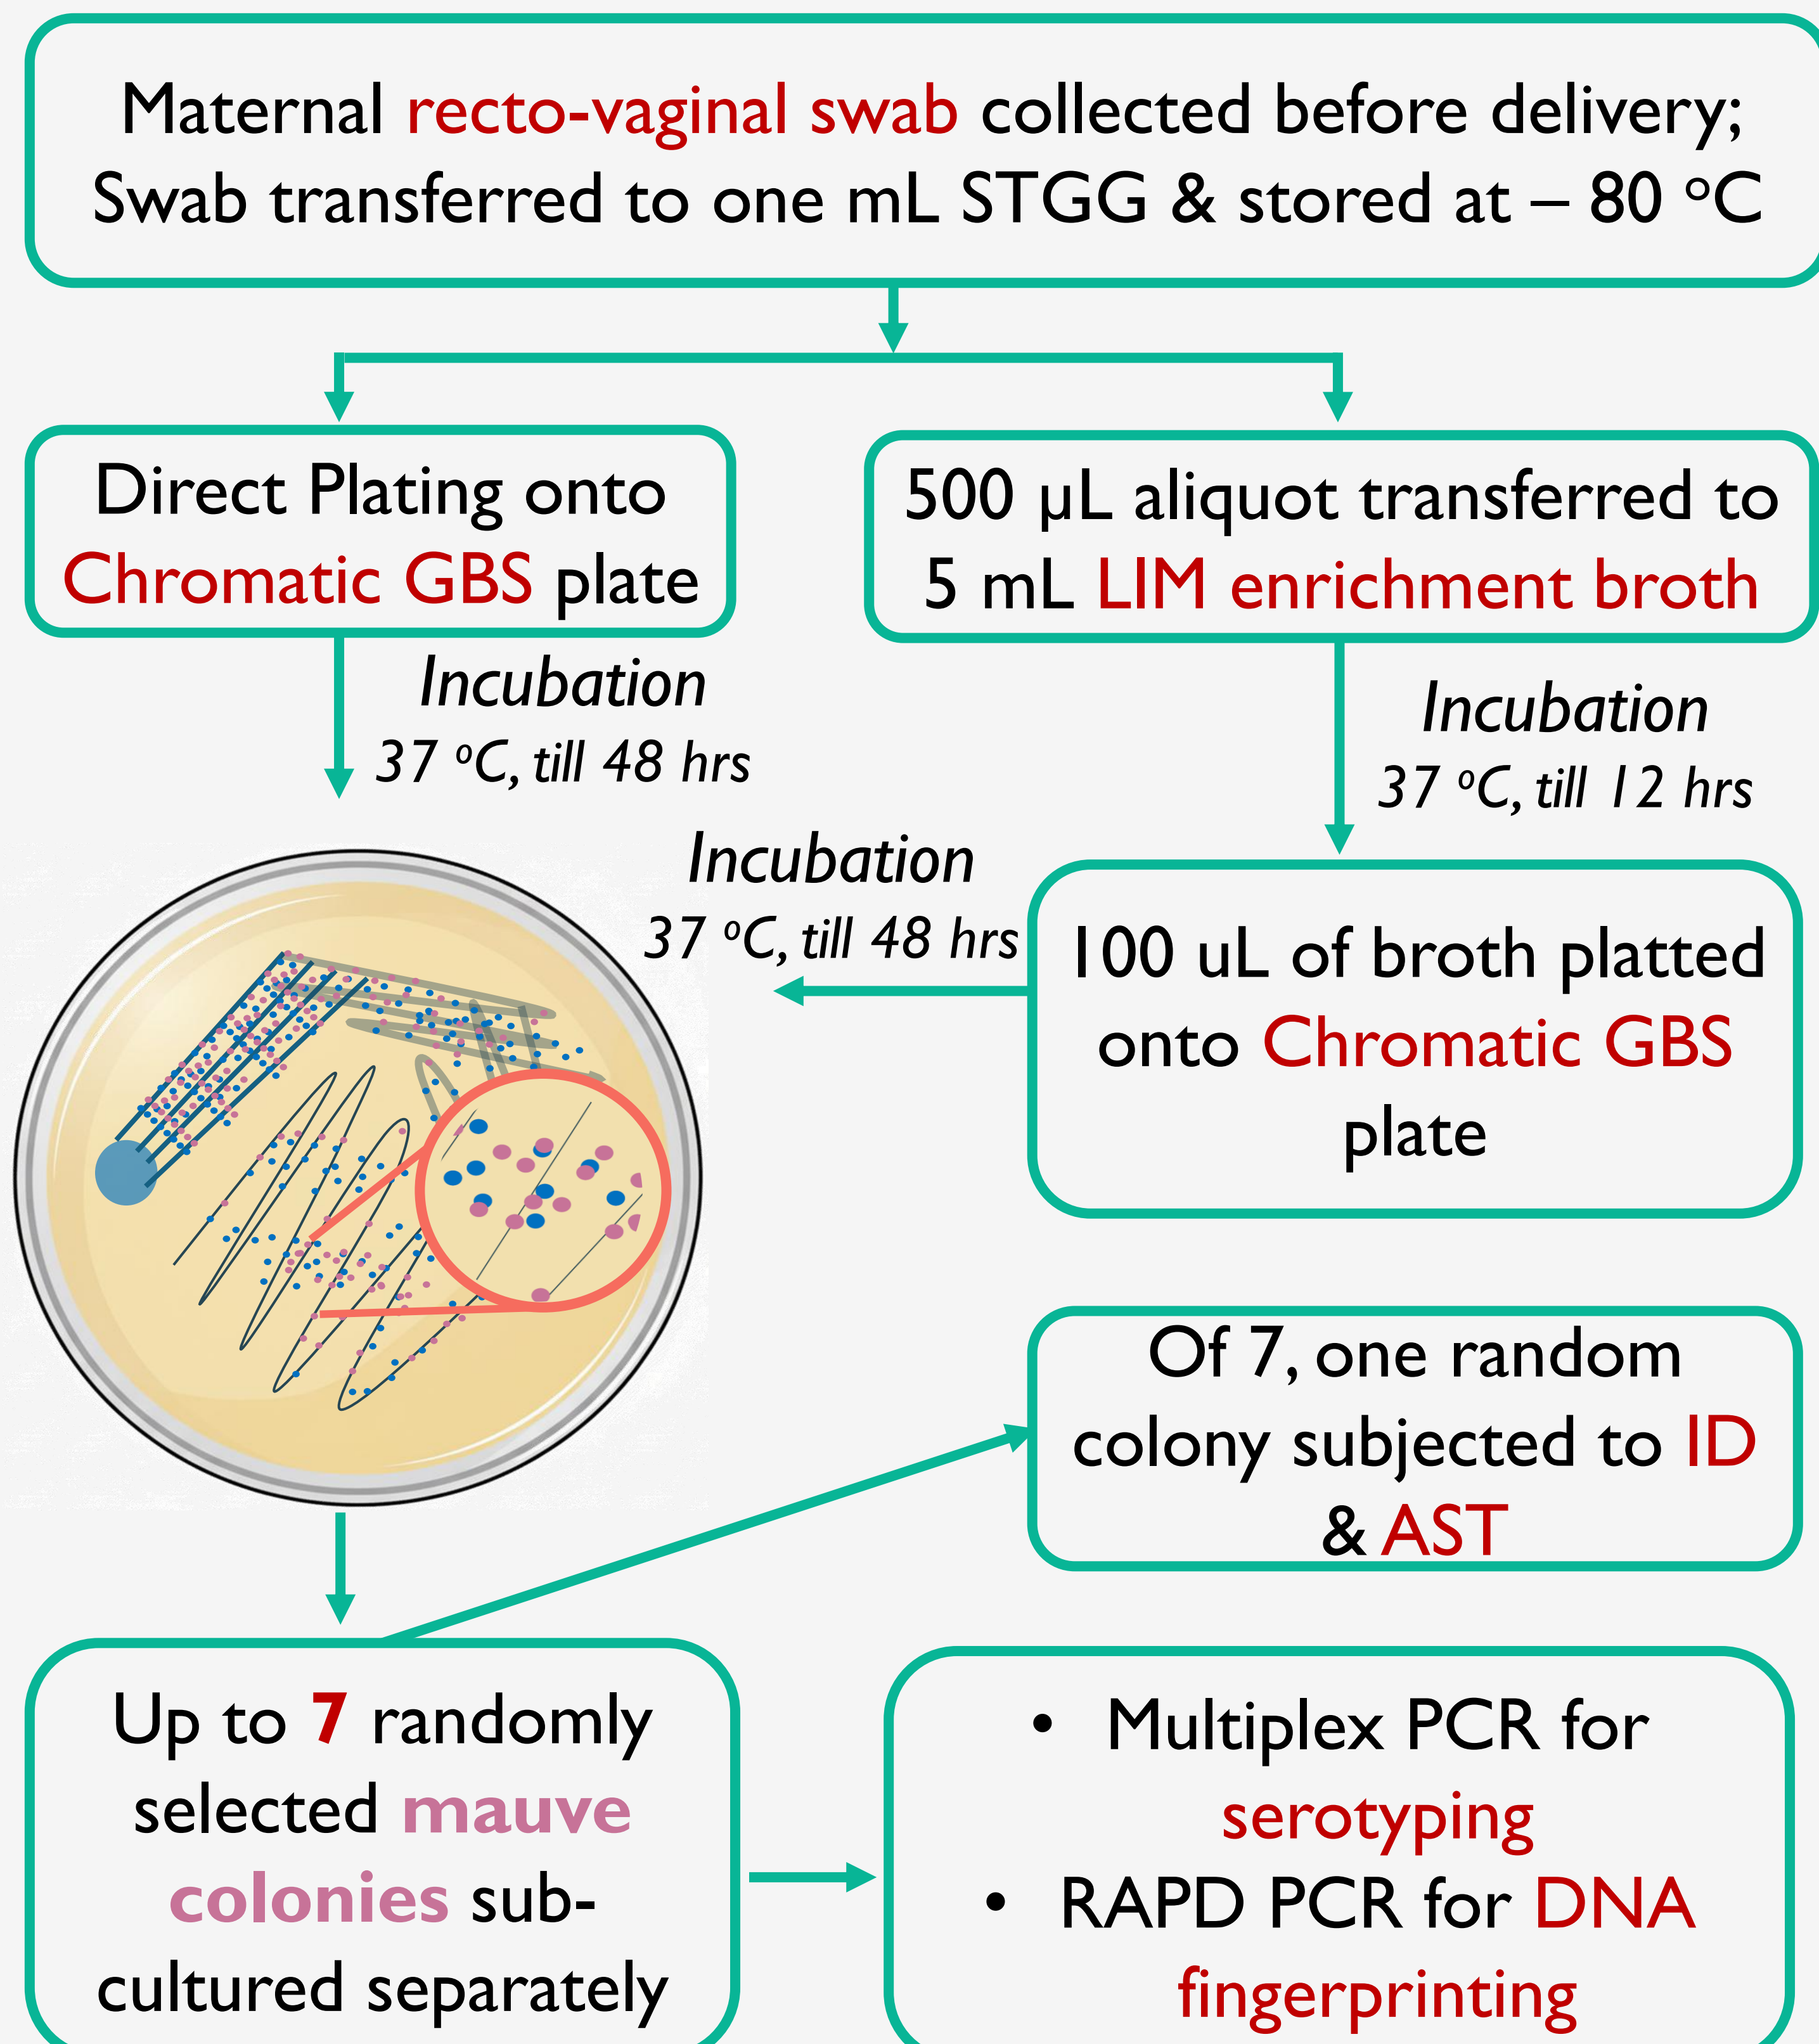 Maternal recto-vaginal swab collected before delivery;
Swab transferred to one mL STGG & stored at – 80 ºC
Direct Plating onto
Chromatic GBS plate
500 µL aliquot transferred to
5 mL LIM enrichment broth
Incubation
37 ºC, till 48 hrs
Incubation
37 ºC, till 12 hrs
Incubation
37 ºC, till 48 hrs
100 uL of broth platted
onto Chromatic GBS
plate
Of 7, one random
colony subjected to ID
& AST
Up to 7 randomly
selected mauve
colonies sub-
cultured separately
• Multiplex PCR for
serotyping
• RAPD PCR for DNA
fingerprinting